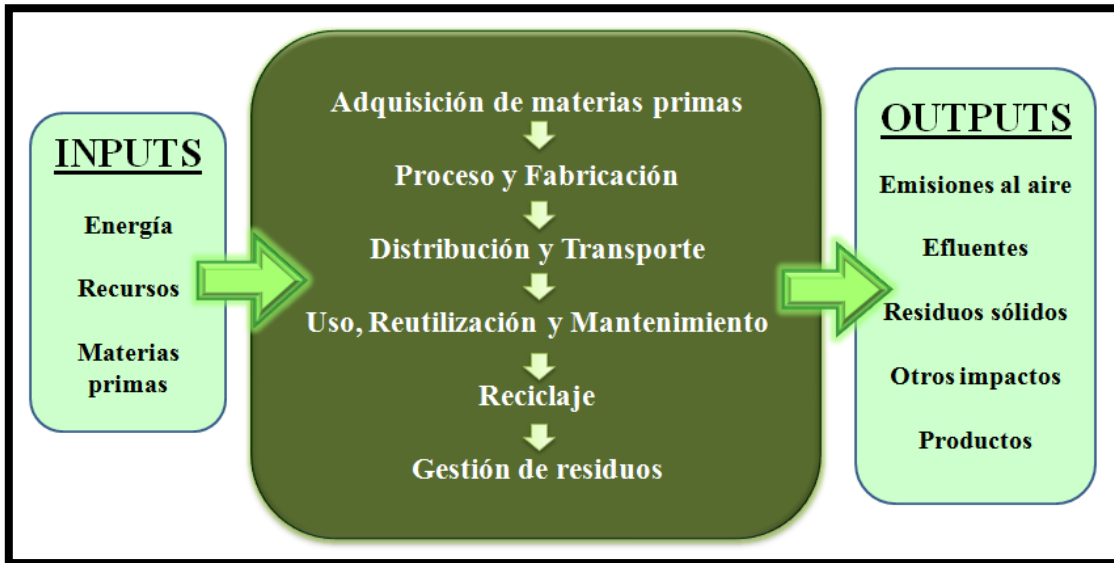 INPUTS
Energía
Recursos
Materias
primas
Adquisición de materias primas
Proceso y Fabricación
Distribución y Transporte
Uso, Reutilización y Mantenimiento
Reciclaje
Gestión de residuos
OUTPUTS
Emisiones al aire
Efluentes
Residuos sólidos
Otros impactos
Productos